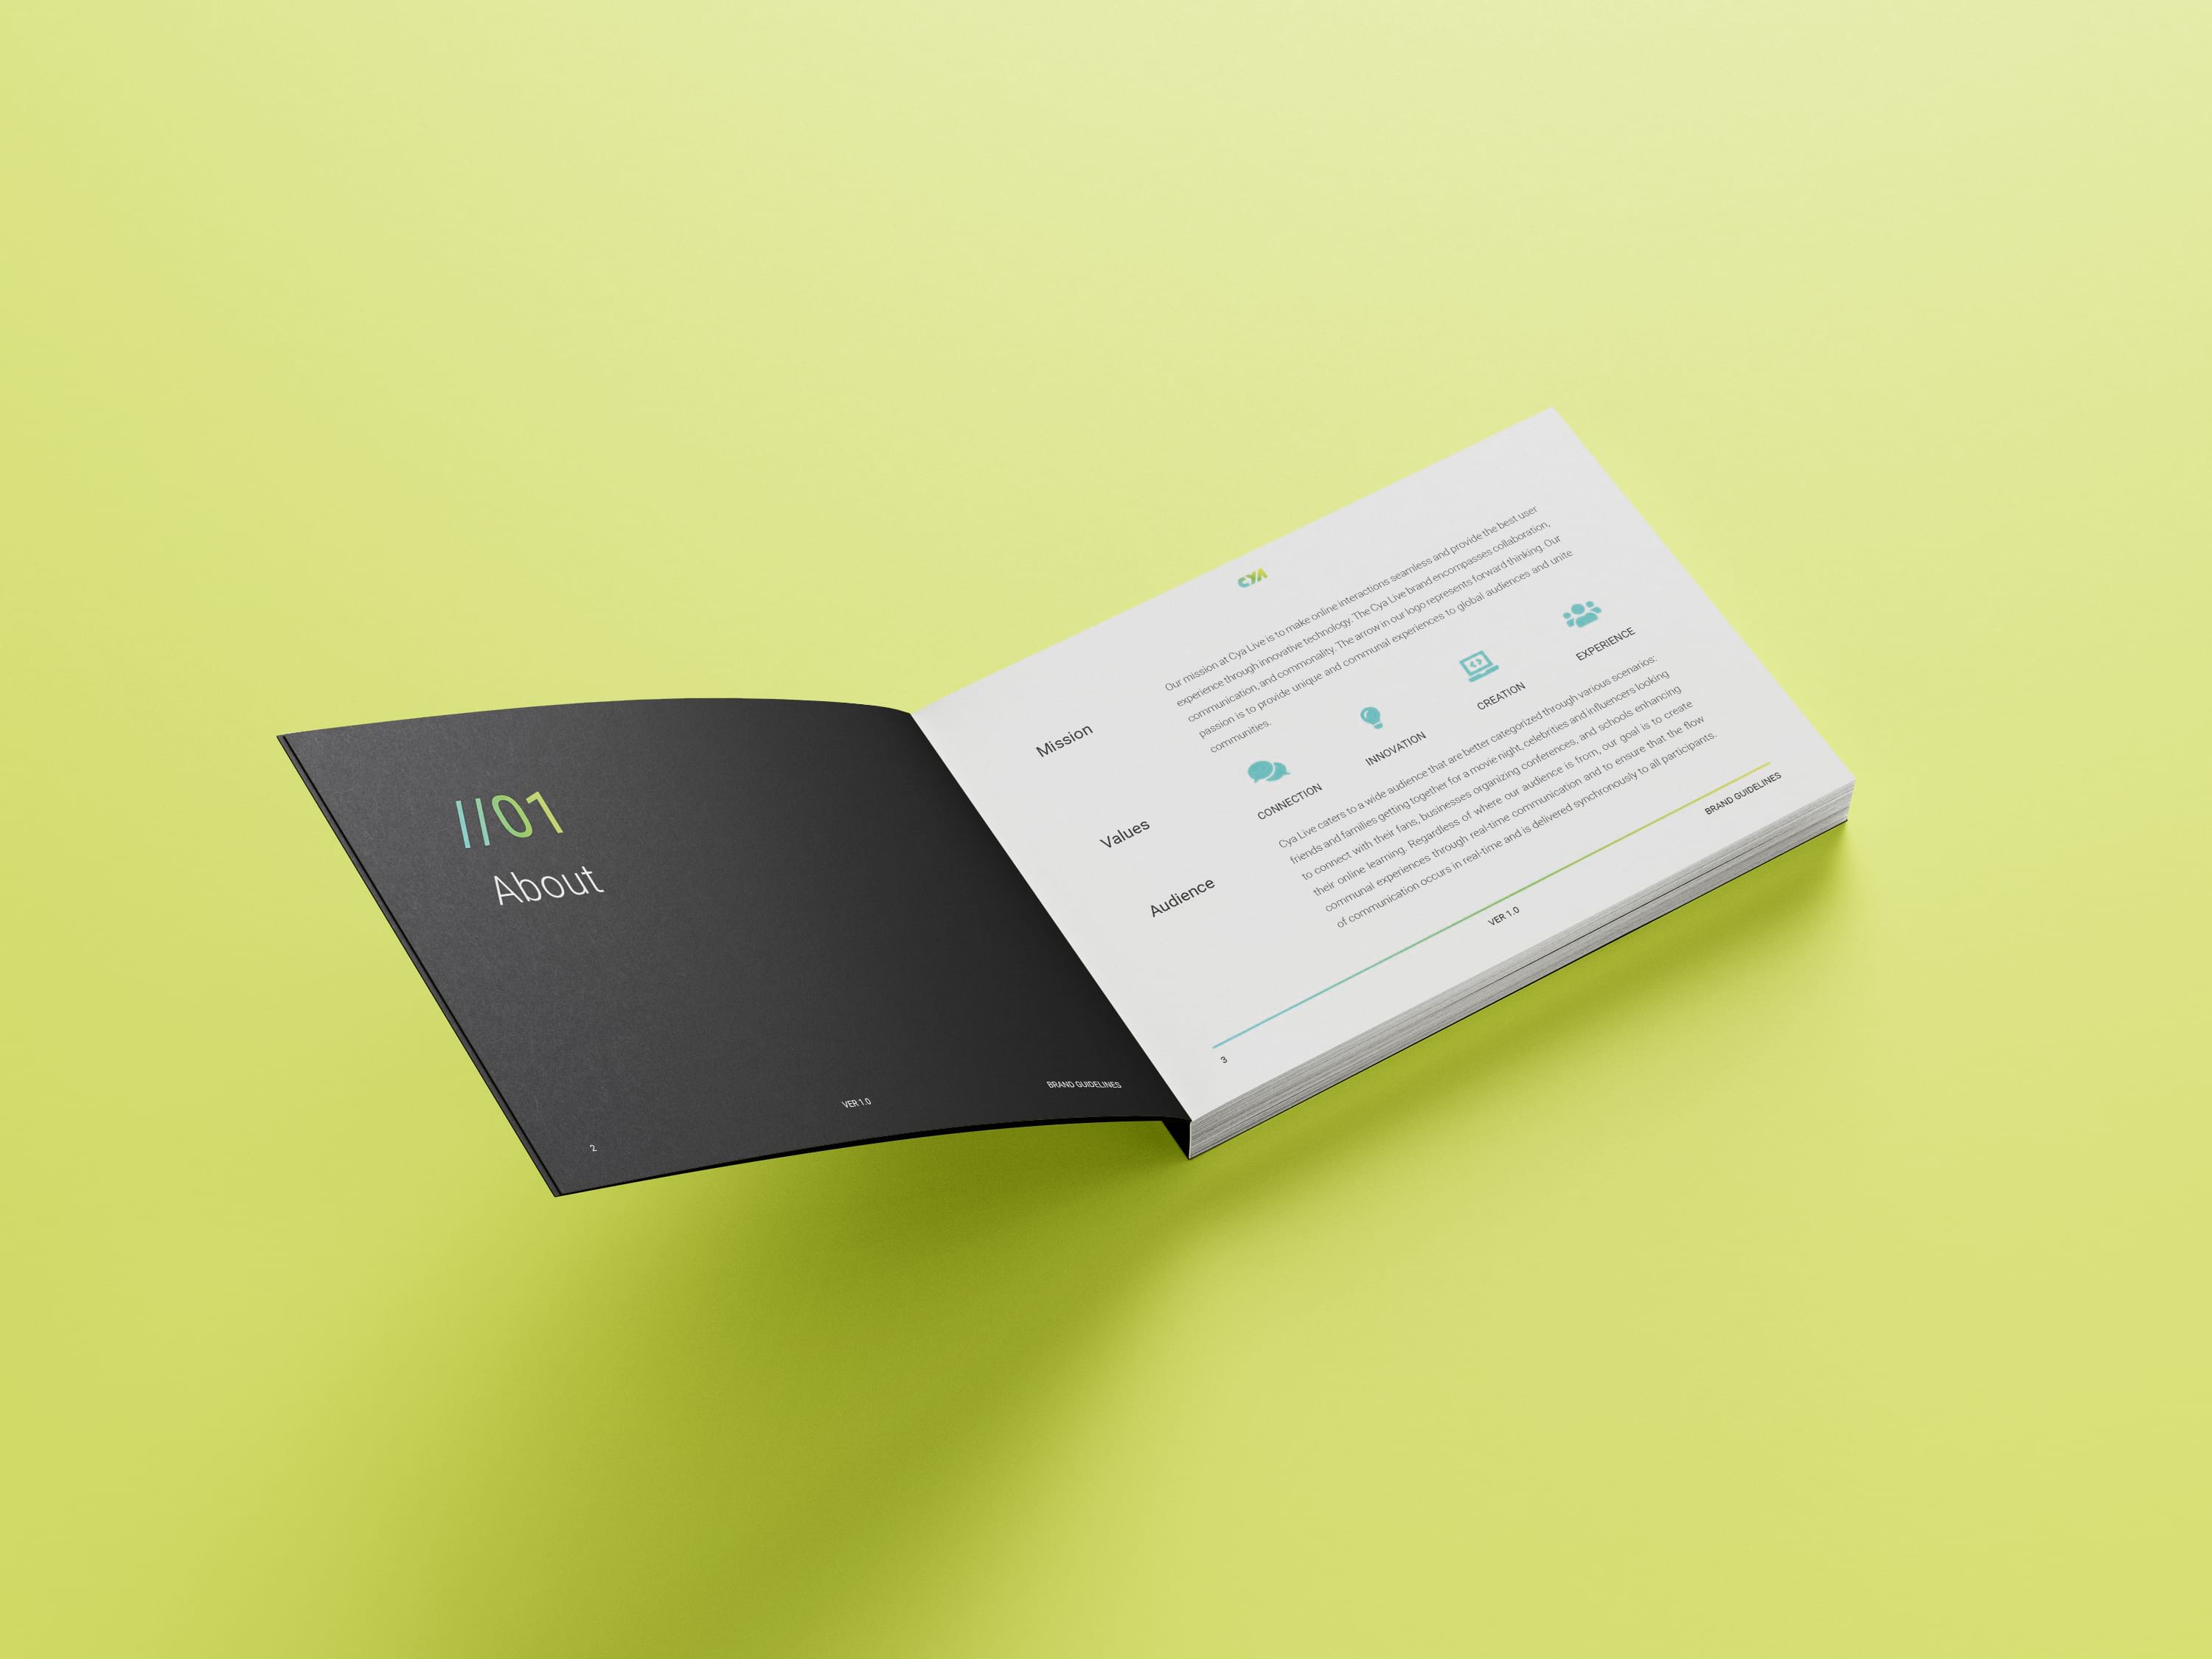 //01
About
2
VER 1.0
BRAND GUIDELINES
CYA
Mission
Our mission at Cya Live is to make online interactions seamless and provide the best user
experience through innovative technology. The Cya Live brand encompasses collaboration,
communication, and commonality. The arrow in our logo represents forward thinking. Our
passion is to provide unique and communal experiences to global audiences and unite
communities.
Values
CONNECTION
INNOVATION
CREATION
EXPERIENCE
Audience
Cya Live caters to a wide audience that are better categorized through various scenarios:
friends and families getting together for a movie night, celebrities and influencers looking
to connect with their fans, businesses organizing conferences, and schools enhancing
their online learning. Regardless of where our audience is from, our goal is to create
communal experiences through real-time communication and to ensure that the flow
of communication occurs in real-time and is delivered synchronously to all participants.
3
VER 1.0
BRAND GUIDELINES